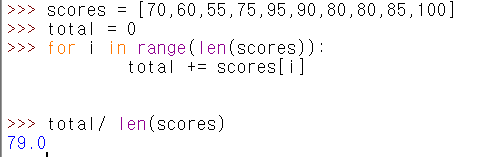 >>> scores = [70,60,55,75,95,90,80,80,85,100]
>>> total = 0
>>> for i in range(len(scores)):
            total += scores[i]
>>> total/ len(scores)
79.0